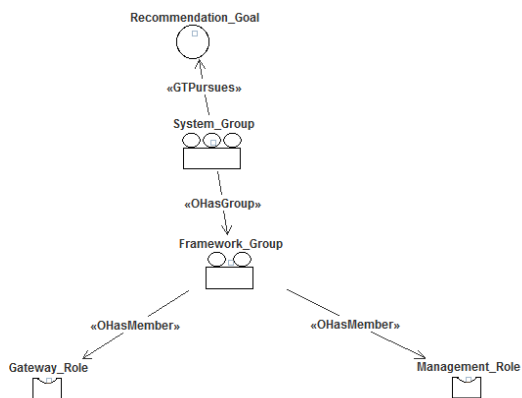 Recommendation_Goal
«GTPursues»
System_Group
«OHasGroup»
Framework_Group
«OHasMember»
«OHasMember»
Gateway_Role
Management_Role